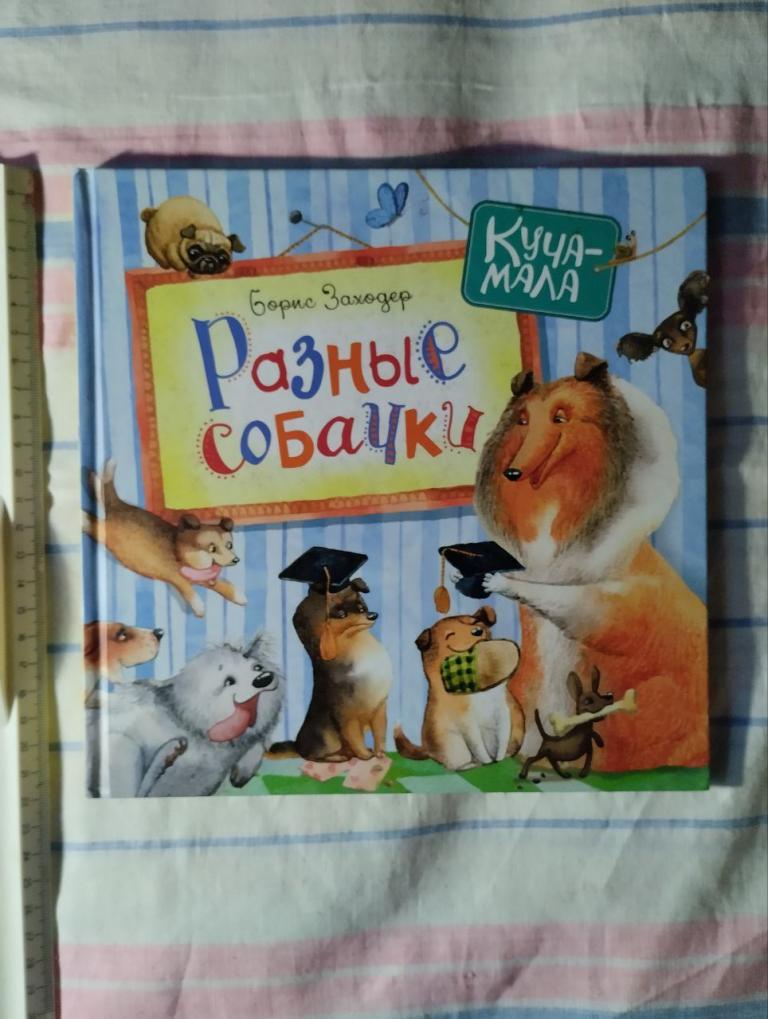 КУЧА-
МАЛА
Борис Заходер
Разные
собачки